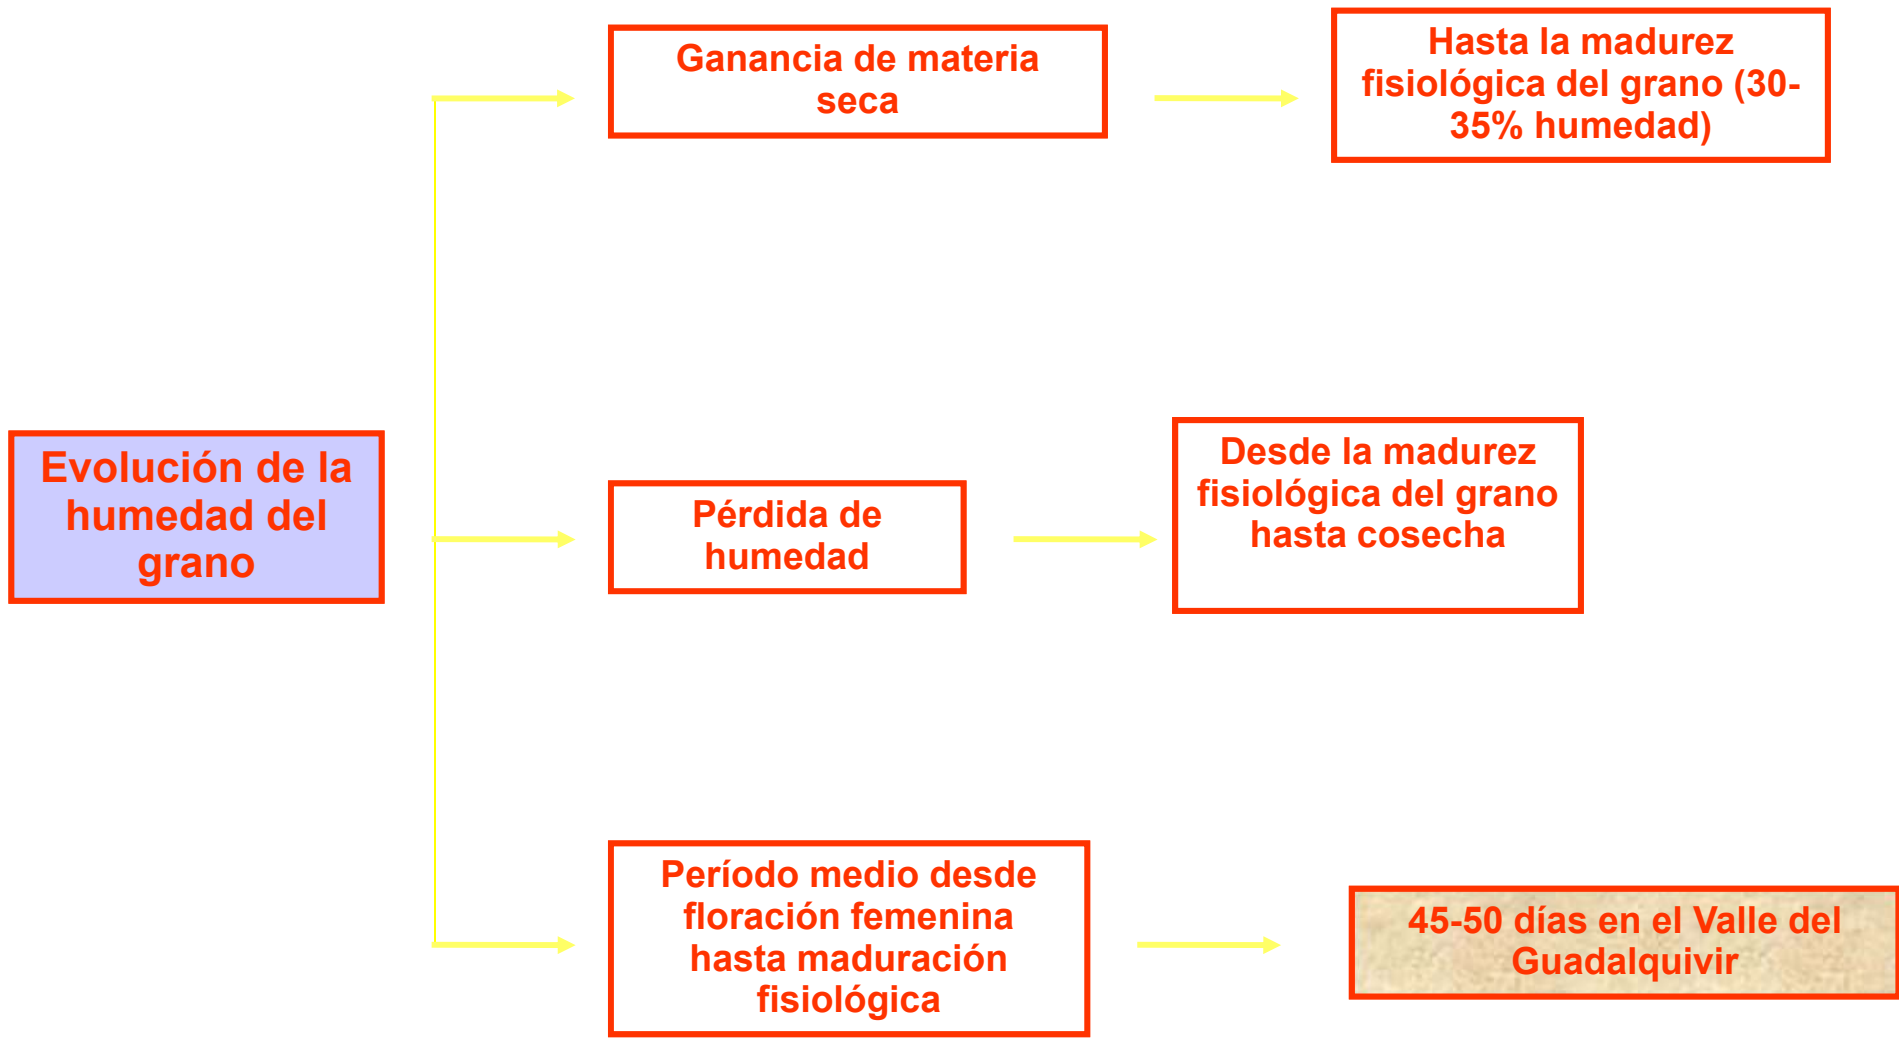 Ganancia de materia
seca
Hasta la madurez
fisiológica del grano (30-
35% humedad)
Evolución de la
humedad del
grano
Pérdida de
humedad
Desde la madurez
fisiológica del grano
hasta cosecha
Período medio desde
floración femenina
hasta maduración
fisiológica
45-50 días en el Valle del
Guadalquivir